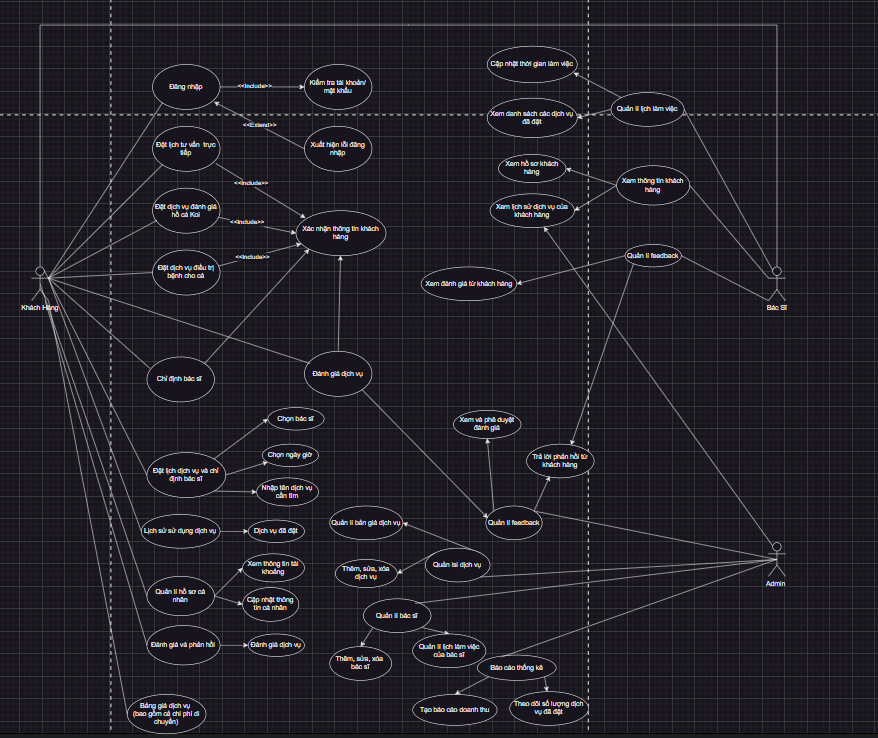 Cập nhật thời gian làm việc
Đăng nhập
<<Include>>
Kiểm tra tài khoản/
mật khẩu
Quản lí lịch làm việc
Xem danh sách các dịch vụ
đã đặt
<<Extend>>
Đặt lịch tư vấn trực
tiếp
Xuất hiện lỗi đăng
nhập
Xem hồ sơ khách
hàng
<<Include>>
Xem thông tin khách
hàng
Đặt dịch vụ đánh giá
hồ cá Koi
<<Include>>
Xem lịch sử dịch vụ của
khách hàng
Xác nhận thông tin khách
hàng
<<Include>>
Đặt dịch vụ điều trị
bệnh cho cá
Quản lí feedback
Xem đánh giá từ khách hàng
Khách Hàng
Bác Sĩ
Chỉ định bác sĩ
Đánh giá dịch vụ
Chọn bác sĩ
Xem và phê duyệt
đánh giá
Chọn ngày giờ
Trả lời phản hồi từ
khách hàng
Đặt lịch dịch vụ và chỉ
định bác sĩ
Nhập tên dịch vụ
cần tìm
Quản lí bản giá dịch vụ
Quản lí feedback
Lịch sử sử dụng dịch vụ
Dịch vụ đã đặt
Quản lsi dịch vụ
Xem thông tin tài
khoảng
Thêm, sửa, xóa
dịch vụ
Admin
Quản lí hồ sơ cá
nhân
Cập nhật thông
tin cá nhân
Quản lí bác sĩ
Đánh giá và phản hồi
Đánh giá dịch vụ
Quản lí lịch làm việc
của bác sĩ
Thêm, sửa, xóa
bác sĩ
Báo cáo thống kê
Bảng giá dịch vụ
(bao gồm cả chi phí di
chuyển)
Tạo báo cáo doanh thu
Theo dõi số lượng dịch
vụ đã đặt